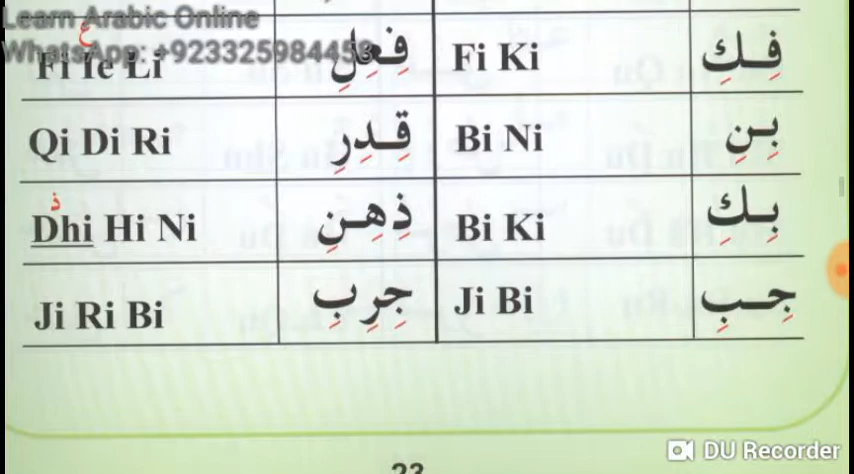 Learn Arabic Online
WhatsApp: +923325984458
ع
Fi Ie Li فِعِلِ Fi Ki فِكِ
Qi Di Ri قِدِرِ Bi Ni بِنِ
ذ
Dhi Hi Ni ذِهِنِ Bi Ki بِكِ
Ji Ri Bi جِرِبِ Ji Bi جِبِ
23
DU Recorder